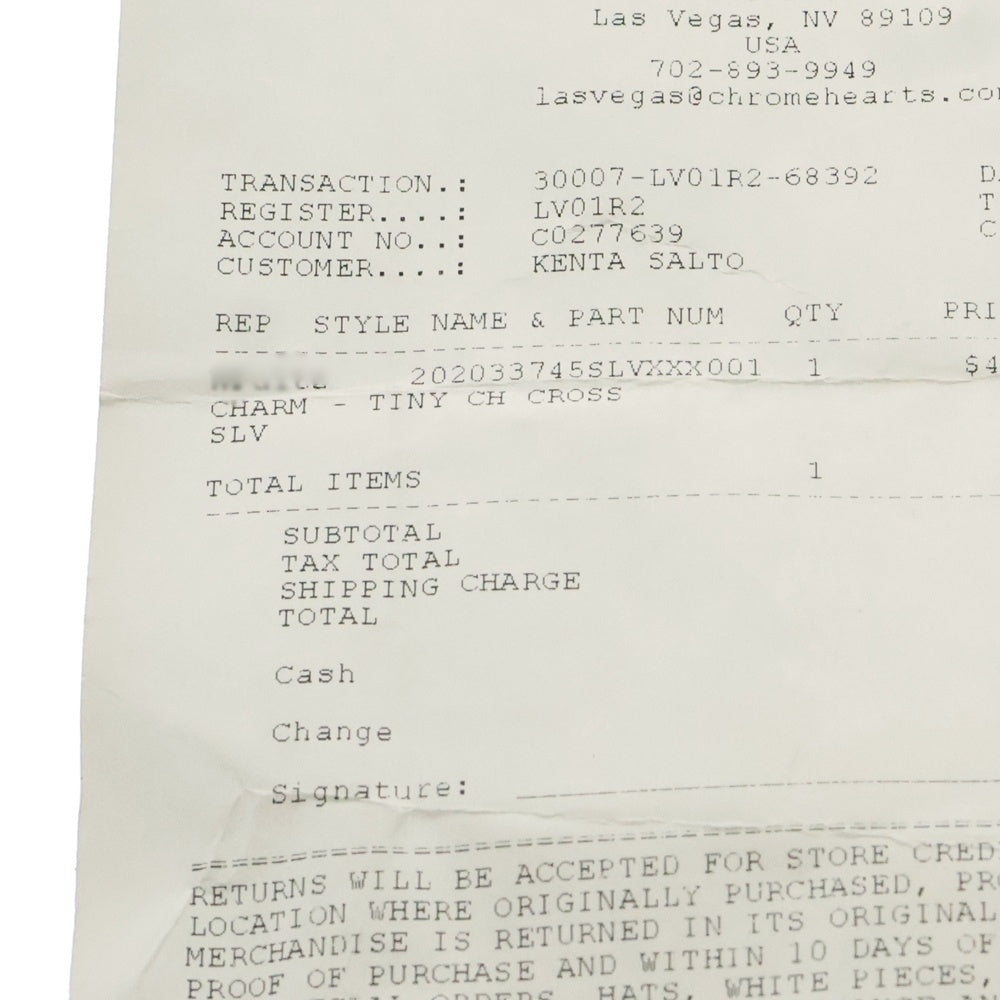 Las Vegas, NV 89109
USA
702-893-9949
lasvegas@chromehearts.co
TRANSACTION.: 30007-LV01R2-68392 D
REGISTER....: LV01R2 T
ACCOUNT NO..: C0277639 C
CUSTOMER....: KENTA SALTO
REP STYLE NAME & PART NUM QTY PRI
202033745SLVXXX001 1 $4
CHARM - TINY CH CROSS
SLV
TOTAL ITEMS 1
SUBTOTAL
TAX TOTAL
SHIPPING CHARGE
TOTAL
Cash
Change
Signature:
RETURNS WILL BE ACCEPTED FOR STORE CRED
LOCATION WHERE ORIGINALLY PURCHASED, PR
MERCHANDISE IS RETURNED IN ITS ORIGINAL
PROOF OF PURCHASE AND WITHIN 10 DAYS OF
ORDERS, HATS, WHITE PIECES,